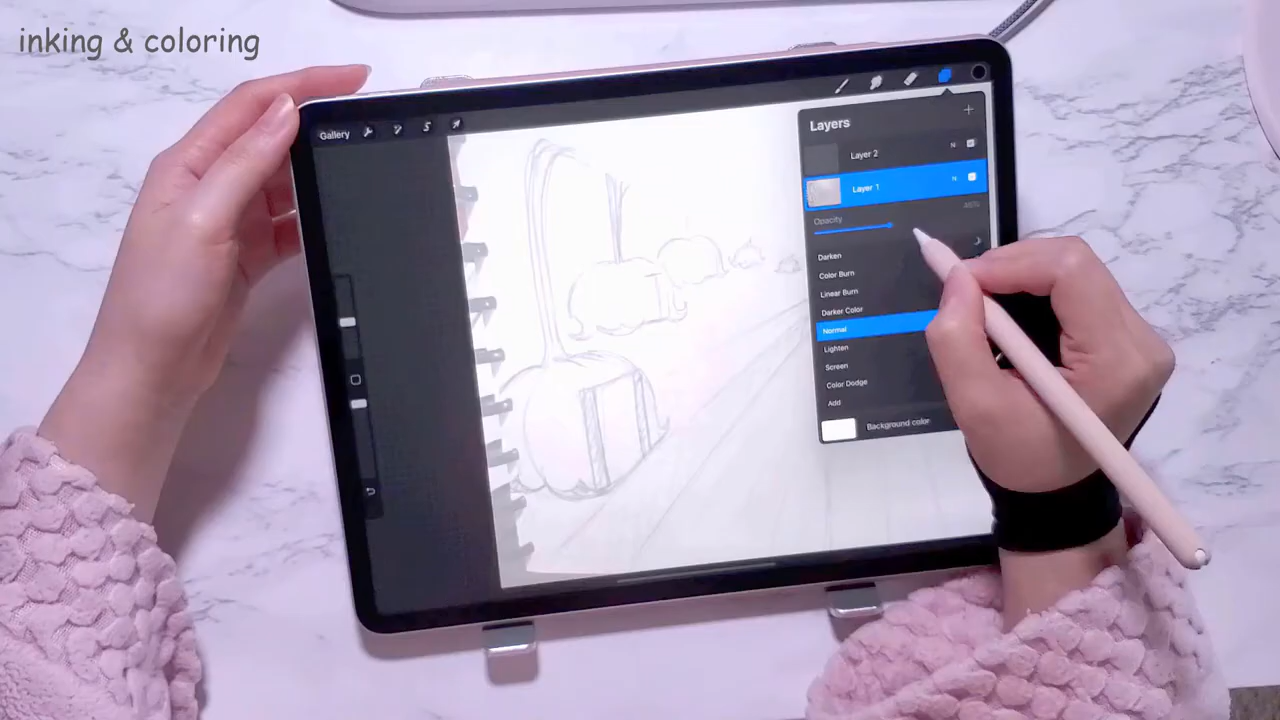 inking & coloring
Gallery
Layers
Layer 2
N
Layer 1
N
Opacity
Darken
Color Burn
Linear Burn
Darker Color
Normal
Lighten
Screen
Color Dodge
Add
Background color